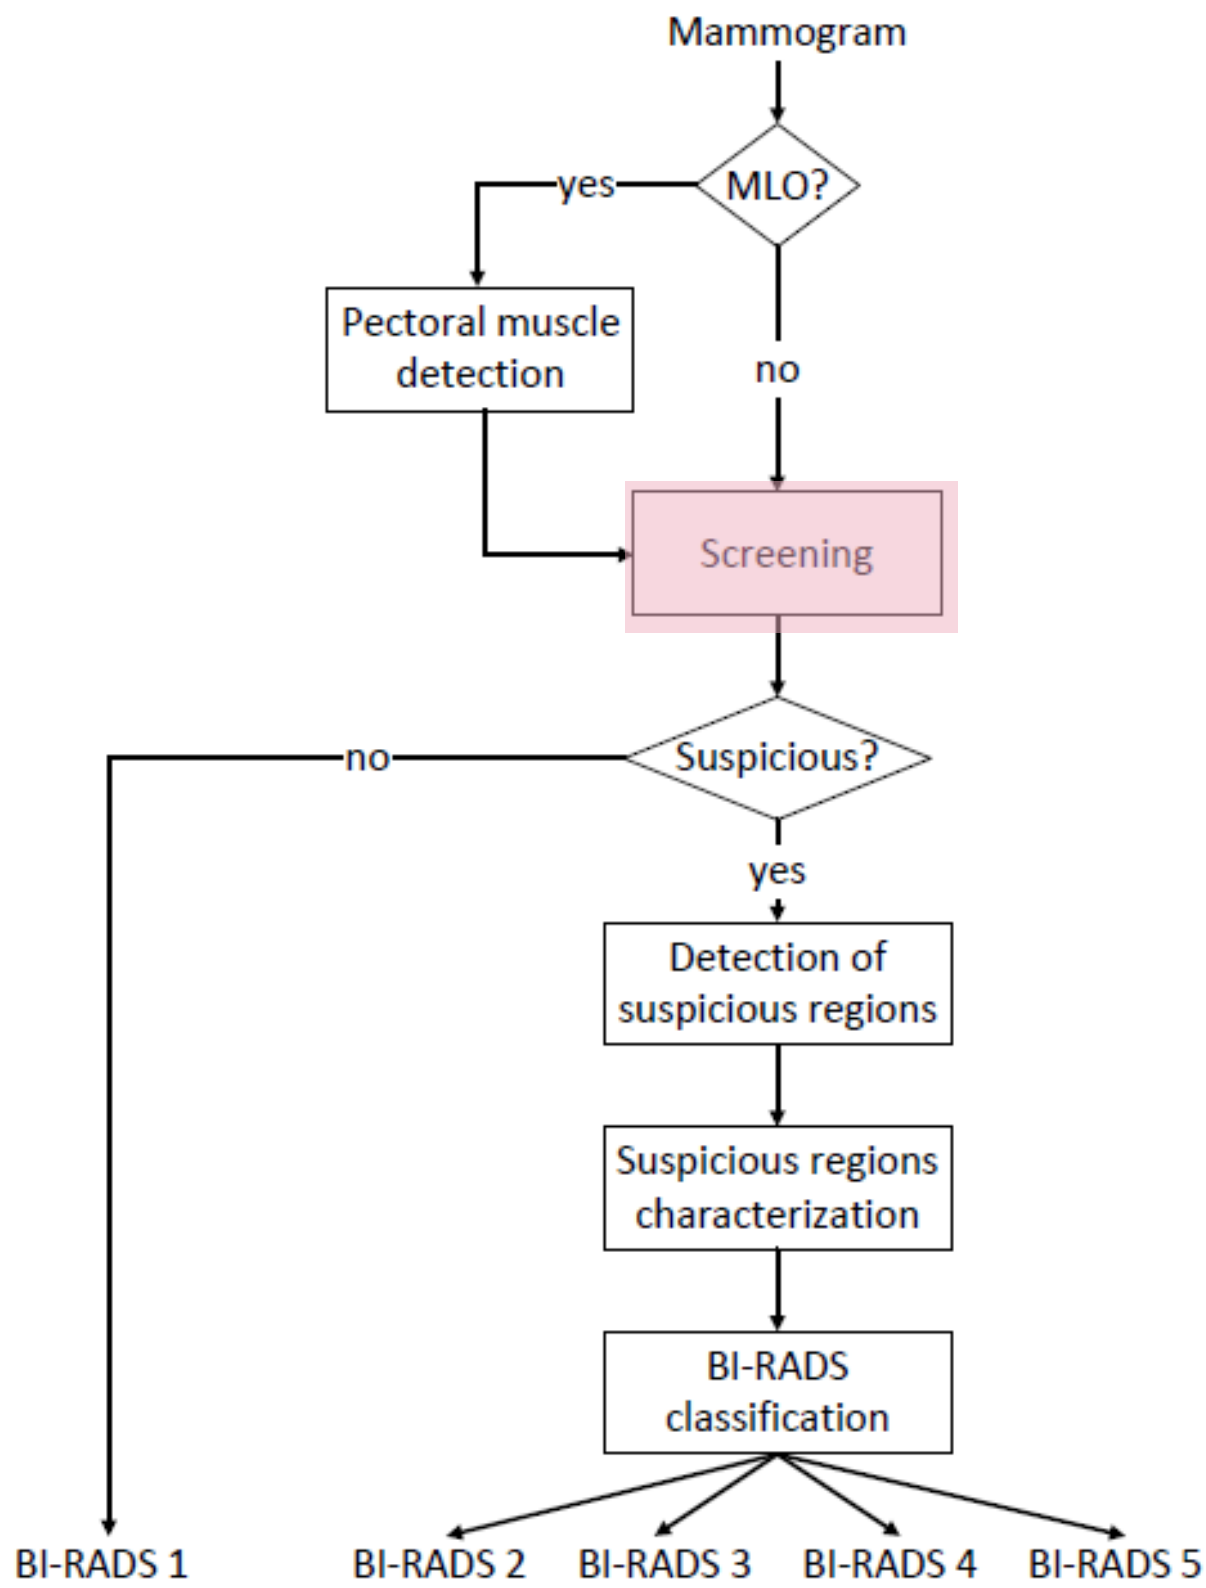 Mammogram
MLO?
yes
Pectoral muscle
detection
no
Screening
Suspicious?
no
yes
Detection of
suspicious regions
Suspicious regions
characterization
BI-RADS
classification
BI-RADS 1
BI-RADS 2
BI-RADS 3
BI-RADS 4
BI-RADS 5